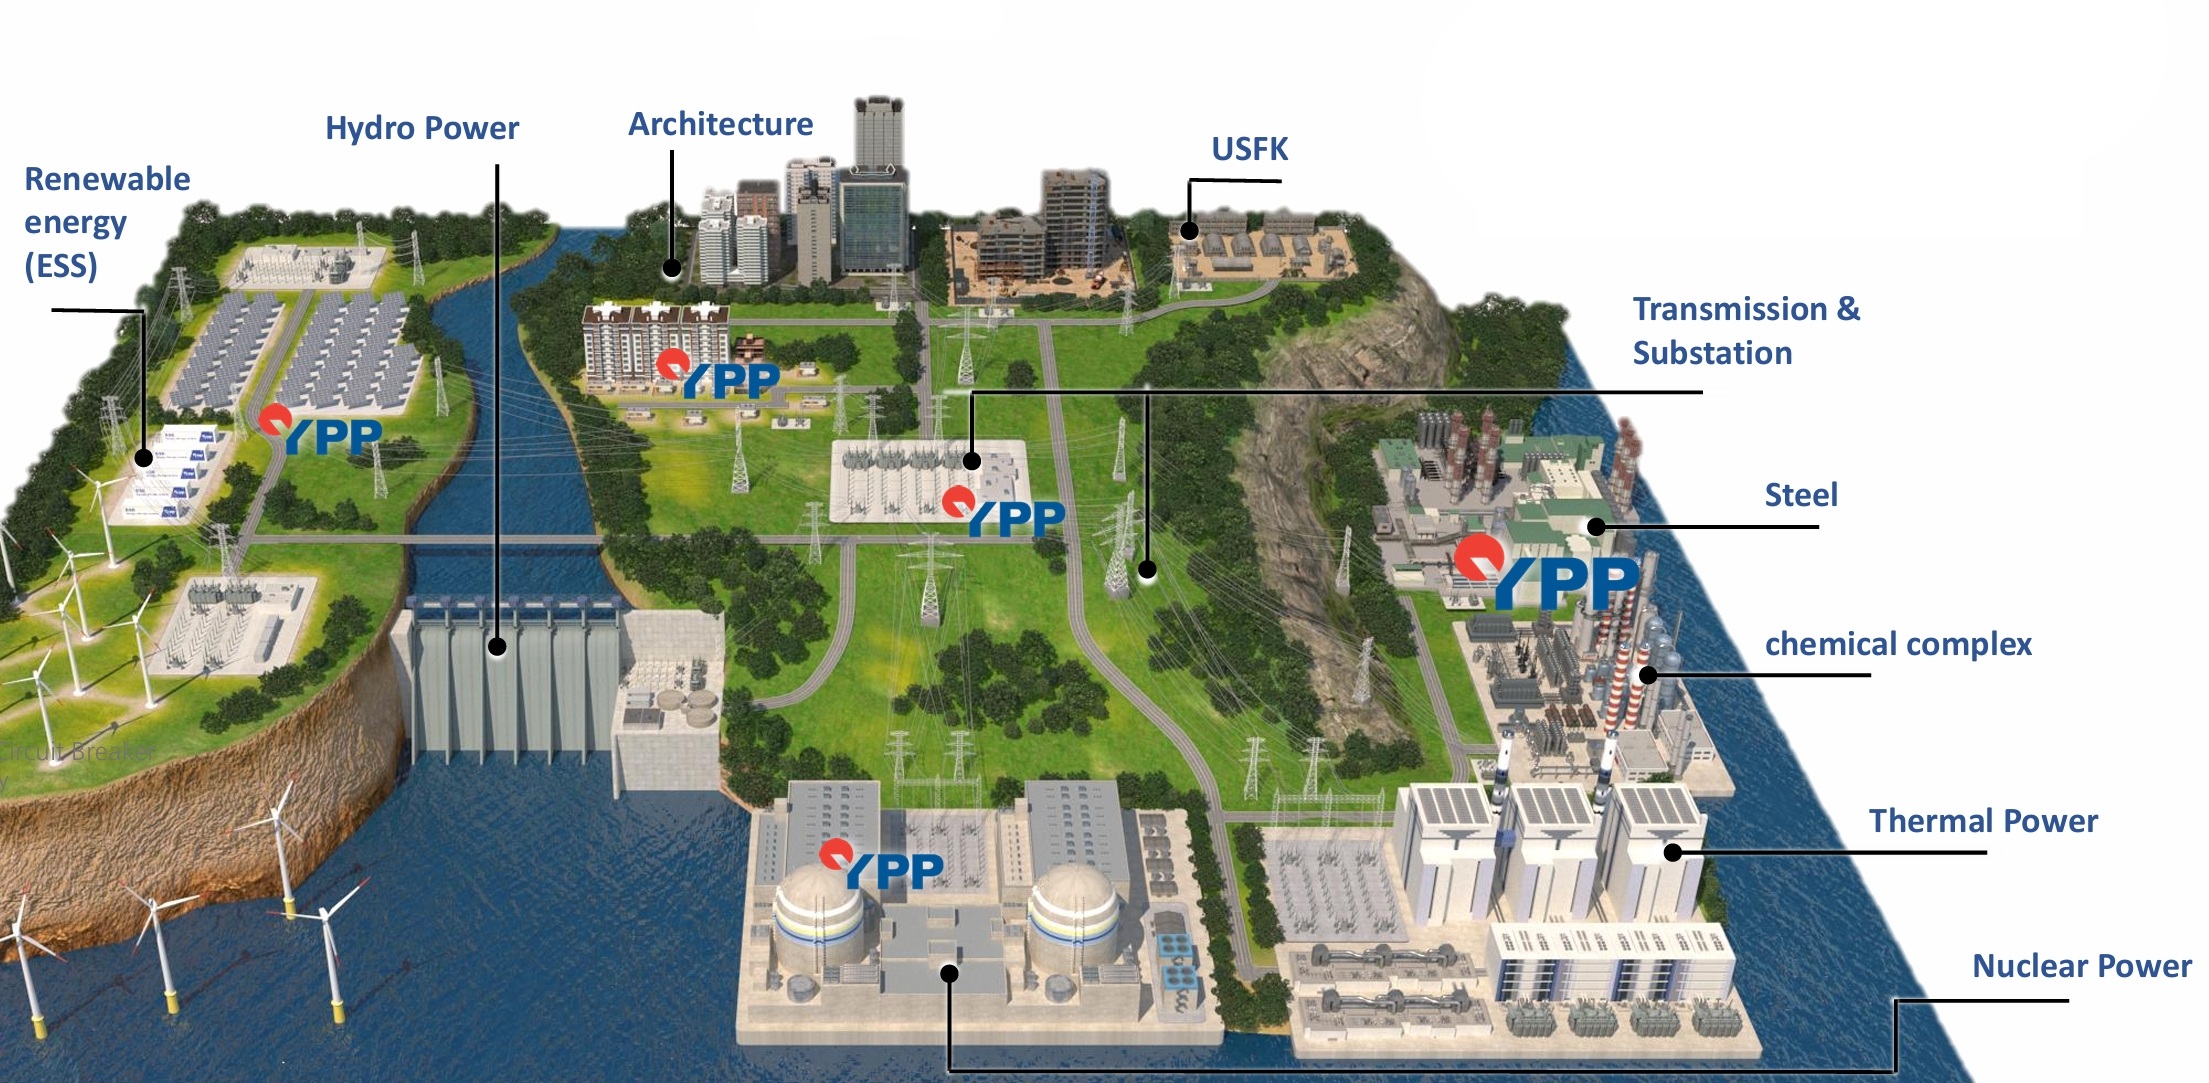 Hydro Power
Architecture
USFK
Renewable
energy
(ESS)
Transmission &
Substation
YPP
YPP
YPP
Steel
YPP
chemical complex
Circuit Breaker
y
Thermal Power
YPP
Nuclear Power